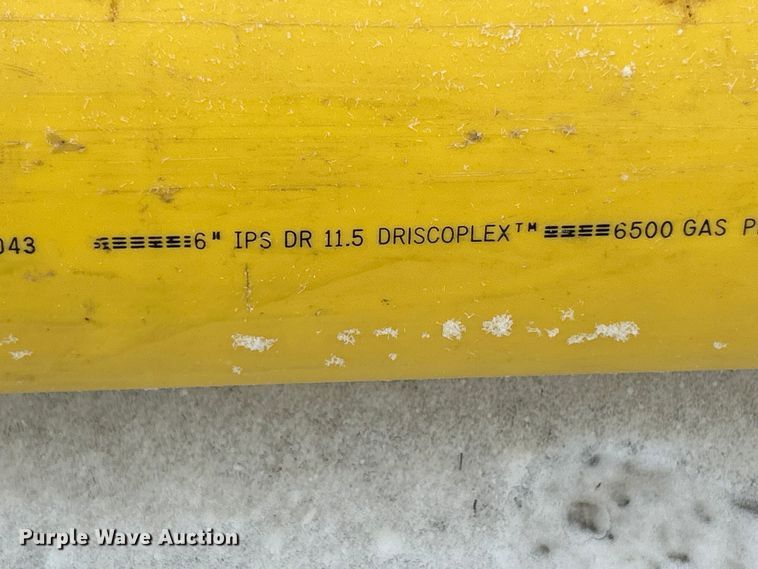 043 6" IPS DR 11.5 DRISCOPLEX™ 6500 GAS
Purple Wave Auction